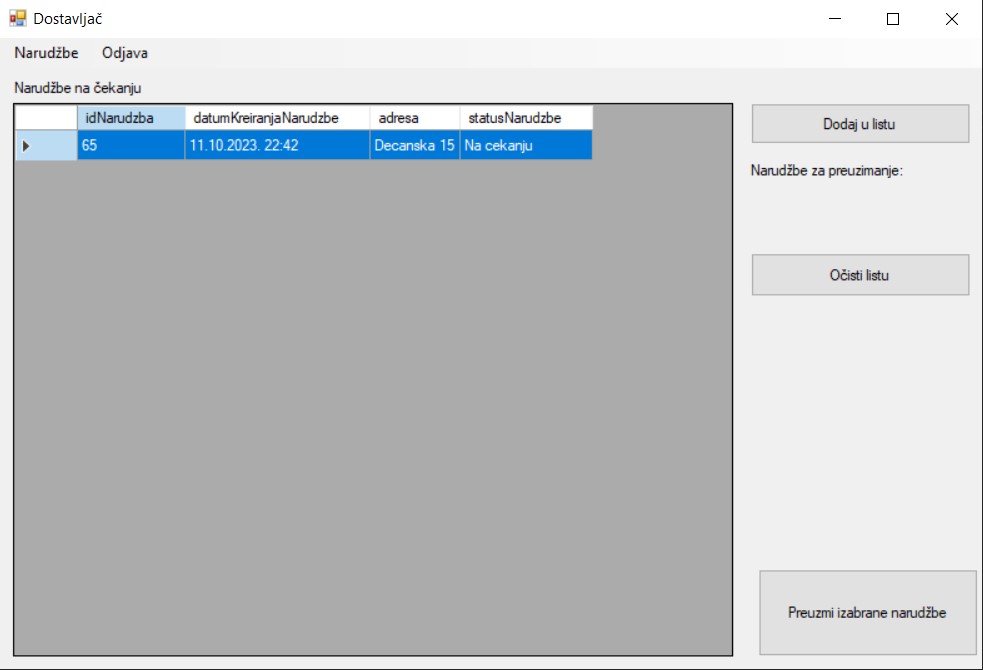 Dostavljač
Narudžbe Odjava
Narudžbe na čekanju
idNarudzba datumKreiranjaNarudzbe adresa statusNarudzbe
65 11.10.2023. 22:42 Decanska 15 Na cekanju
Dodaj u listu
Narudžbe za preuzimanje:
Očisti listu
Preuzmi izabrane narudžbe